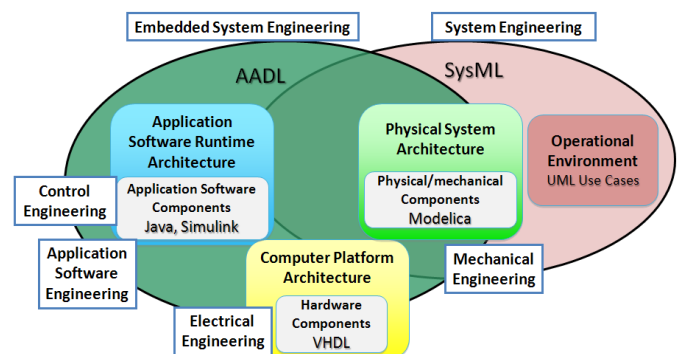 Embedded System Engineering
System Engineering
AADL
SysML
Application
Software Runtime
Architecture
Application Software
Components
Java, Simulink
Physical System
Architecture
Physical/mechanical
Components
Modelica
Operational
Environment
UML Use Cases
Control
Engineering
Application
Software
Engineering
Computer Platform
Architecture
Hardware
Components
VHDL
Mechanical
Engineering
Electrical
Engineering